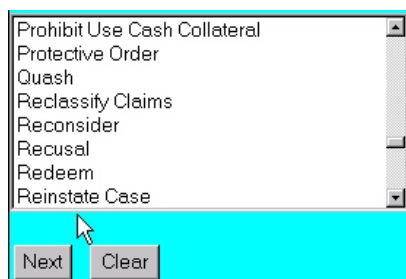 Prohibit Use Cash Collateral
Protective Order
Quash
Reclassify Claims
Reconsider
Recusal
Redeem
Reinstate Case
Next Clear